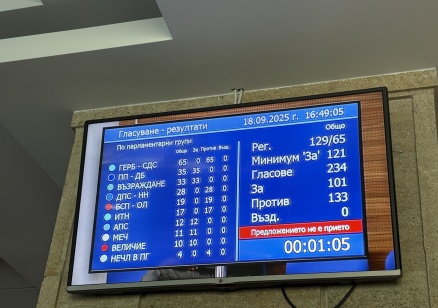 Гласуване - резултати 18.09.2025 г. 16:49:05
По парламентарни групи
Общо За Против Възд.
ГЕРБ - СДС 65 0 65 0
ПП - ДБ 35 35 0 0
ВЪЗРАЖДАНЕ 33 33 0 0
ДПС - НН 28 0 28 0
БСП - ОЛ 19 0 19 0
ИТН 17 0 17 0
АПС 12 12 0 0
МЕЧ 11 11 0 0
ВЕЛИЧИЕ 10 10 0 0
НЕЧЛ В ПГ 4 0 4 0
Общо
Рег. 129/65
Минимум 'За' 121
Гласове 234
За 101
Против 133
Възд. 0
Предложението не е прието
00:01:05